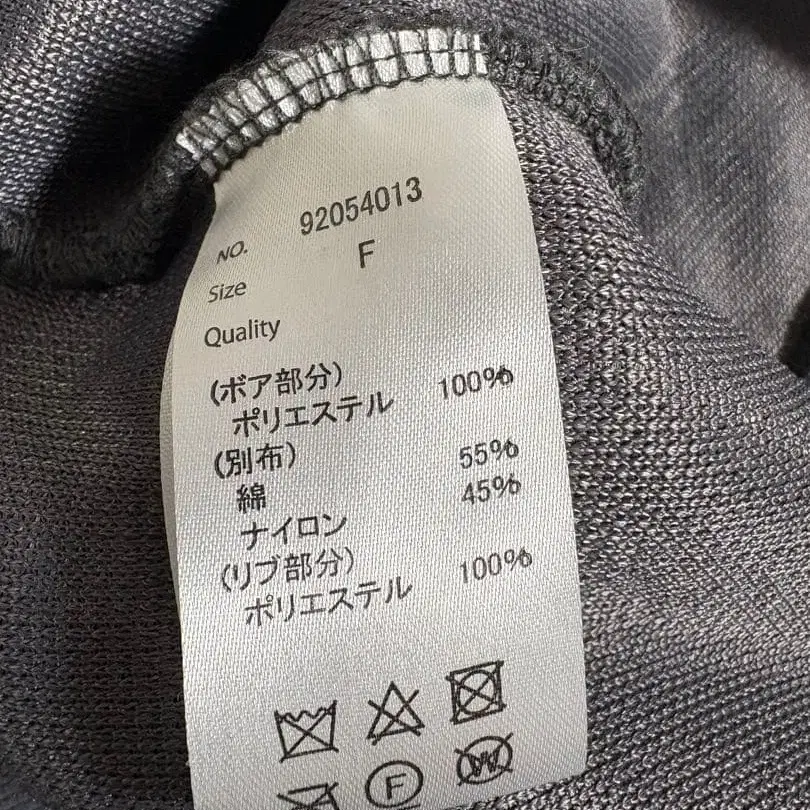 NO. 92054013
Size F
Quality
(ボア部分)
ポリエステル 100%
(別布)
綿 55%
ナイロン 45%
(リブ部分)
ポリエステル 100%
F
W